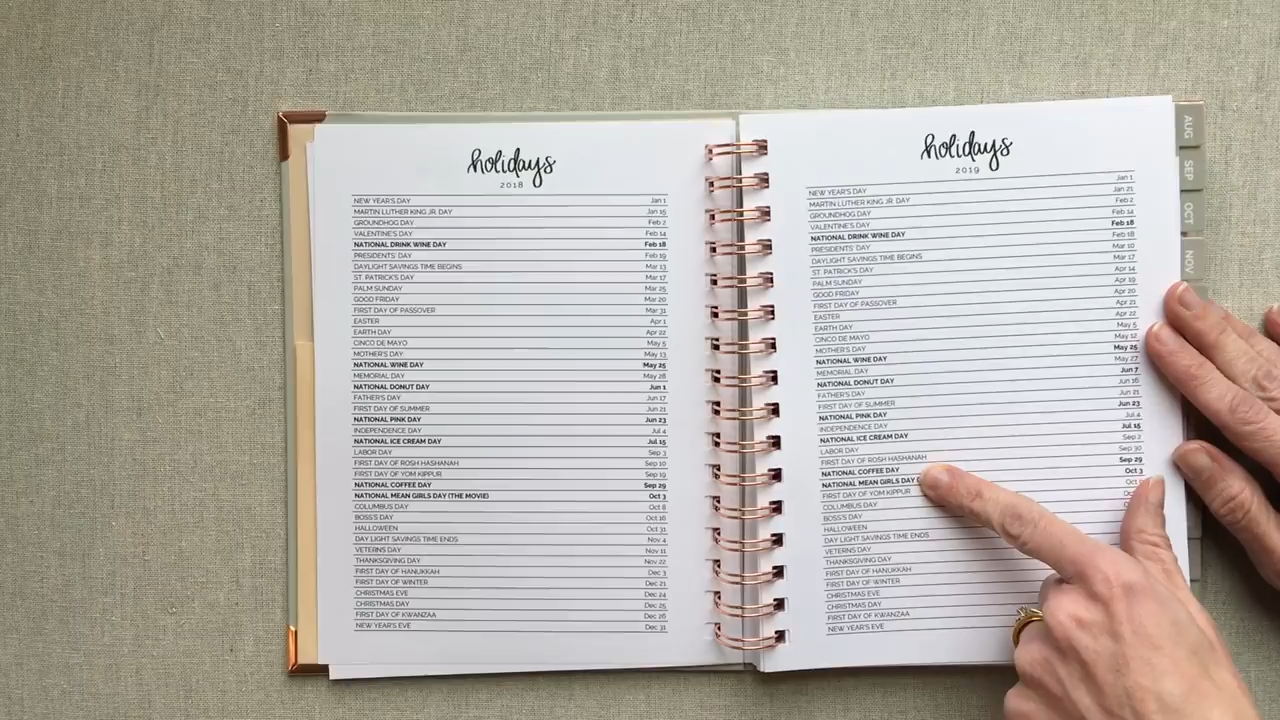 holidays
2018
NEW YEAR'S DAY Jan 1
MARTIN LUTHER KING JR. DAY Jan 15
GROUNDHOG DAY Feb 2
VALENTINE'S DAY Feb 14
NATIONAL DRINK WINE DAY Feb 18
PRESIDENTS' DAY Feb 19
DAYLIGHT SAVINGS TIME BEGINS Mar 13
ST. PATRICK'S DAY Mar 17
PALM SUNDAY Mar 25
GOOD FRIDAY Mar 20
FIRST DAY OF PASSOVER Mar 31
EASTER Apr 1
EARTH DAY Apr 22
CINCO DE MAYO May 5
MOTHER'S DAY May 13
NATIONAL WINE DAY May 25
MEMORIAL DAY May 28
NATIONAL DONUT DAY Jun 1
FATHER'S DAY Jun 17
FIRST DAY OF SUMMER Jun 21
NATIONAL PINK DAY Jun 23
INDEPENDENCE DAY Jul 4
NATIONAL ICE CREAM DAY Jul 15
LABOR DAY Sep 3
FIRST DAY OF ROSH HASHANAH Sep 10
FIRST DAY OF YOM KIPPUR Sep 19
NATIONAL COFFEE DAY Sep 29
NATIONAL MEAN GIRLS DAY (THE MOVIE) Oct 3
COLUMBUS DAY Oct 8
BOSS'S DAY Oct 16
HALLOWEEN Oct 31
DAY LIGHT SAVINGS TIME ENDS Nov 4
VETERNS DAY Nov 11
THANKSGIVING DAY Nov 22
FIRST DAY OF HANUKKAH Dec 3
FIRST DAY OF WINTER Dec 21
CHRISTMAS EVE Dec 24
CHRISTMAS DAY Dec 25
FIRST DAY OF KWANZAA Dec 26
NEW YEAR'S EVE Dec 31
holidays
2019
NEW YEAR'S DAY Jan 1
MARTIN LUTHER KING JR. DAY Jan 21
GROUNDHOG DAY Feb 2
VALENTINE'S DAY Feb 14
NATIONAL DRINK WINE DAY Feb 18
PRESIDENTS' DAY Feb 18
DAYLIGHT SAVINGS TIME BEGINS Mar 10
ST. PATRICK'S DAY Mar 17
PALM SUNDAY Apr 14
GOOD FRIDAY Apr 19
FIRST DAY OF PASSOVER Apr 20
EASTER Apr 21
EARTH DAY Apr 22
CINCO DE MAYO May 5
MOTHER'S DAY May 12
NATIONAL WINE DAY May 25
MEMORIAL DAY May 27
NATIONAL DONUT DAY Jun 7
FATHER'S DAY Jun 16
FIRST DAY OF SUMMER Jun 21
NATIONAL PINK DAY Jun 23
INDEPENDENCE DAY Jul 4
NATIONAL ICE CREAM DAY Jul 15
LABOR DAY Sep 2
FIRST DAY OF ROSH HASHANAH Sep 30
NATIONAL COFFEE DAY Sep 29
NATIONAL MEAN GIRLS DAY Oct 3
FIRST DAY OF YOM KIPPUR
COLUMBUS DAY
BOSS'S DAY
HALLOWEEN
DAY LIGHT SAVINGS TIME ENDS
VETERNS DAY
THANKSGIVING DAY
FIRST DAY OF HANUKKAH
FIRST DAY OF WINTER
CHRISTMAS EVE
CHRISTMAS DAY
FIRST DAY OF KWANZAA
NEW YEAR'S EVE
AUG
SEP
OCT
NOV